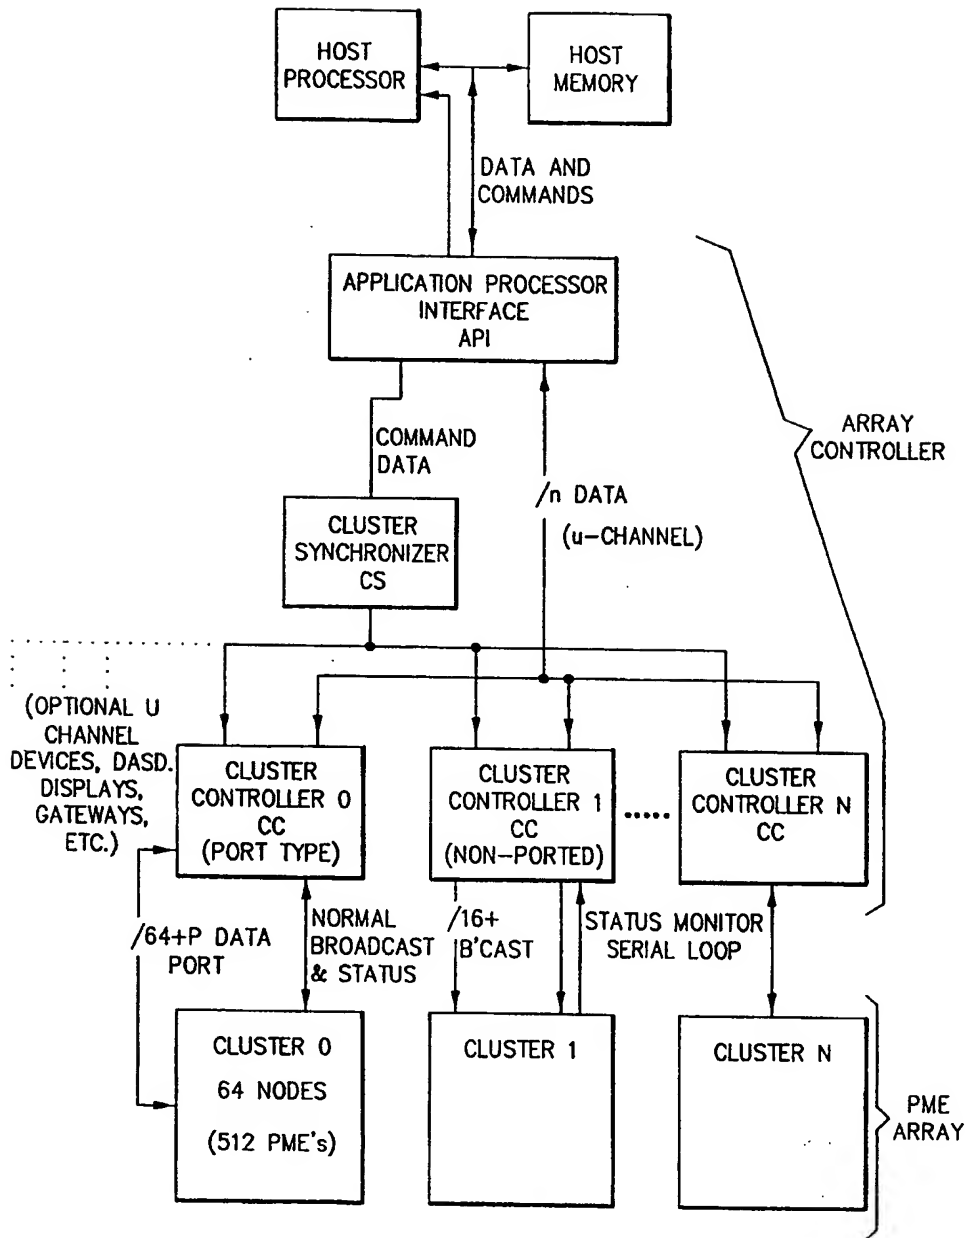 HOST
PROCESSOR
HOST
MEMORY
DATA AND
COMMANDS
APPLICATION PROCESSOR
INTERFACE
API
ARRAY
CONTROLLER
COMMAND
DATA
/n DATA
(u-CHANNEL)
CLUSTER
SYNCHRONIZER
CS
(OPTIONAL U
CHANNEL
DEVICES, DASD.
DISPLAYS,
GATEWAYS,
ETC.)
CLUSTER
CONTROLLER 0
CC
(PORT TYPE)
CLUSTER
CONTROLLER 1
CC
(NON-PORTED)
.....
CLUSTER
CONTROLLER N
CC
/64+P DATA
PORT
NORMAL
BROADCAST
& STATUS
/16+
B'CAST
STATUS MONITOR
SERIAL LOOP
CLUSTER 0
64 NODES
(512 PME's)
CLUSTER 1
CLUSTER N
PME
ARRAY